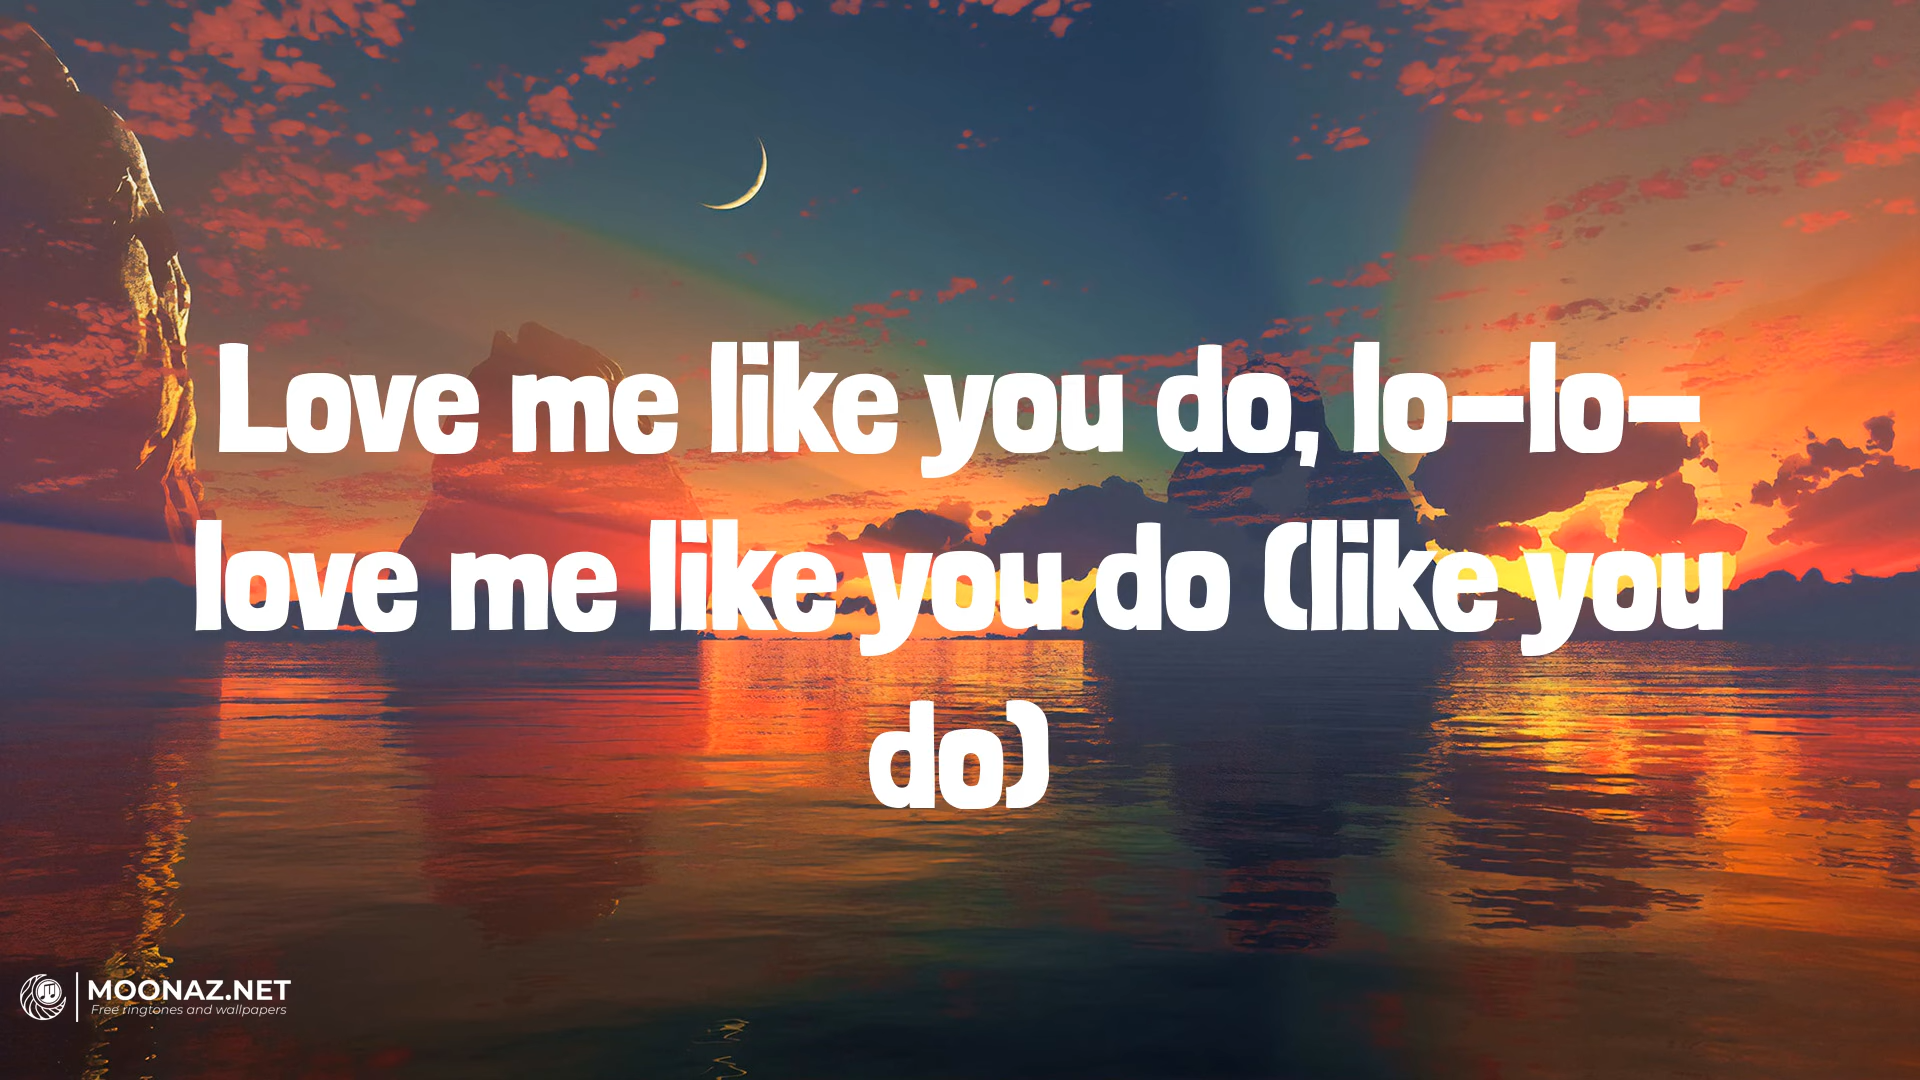 Love me like you do, lo-lo-
love me like you do (like you
do)
MOONAZ.NET
Free ringtones and wallpapers